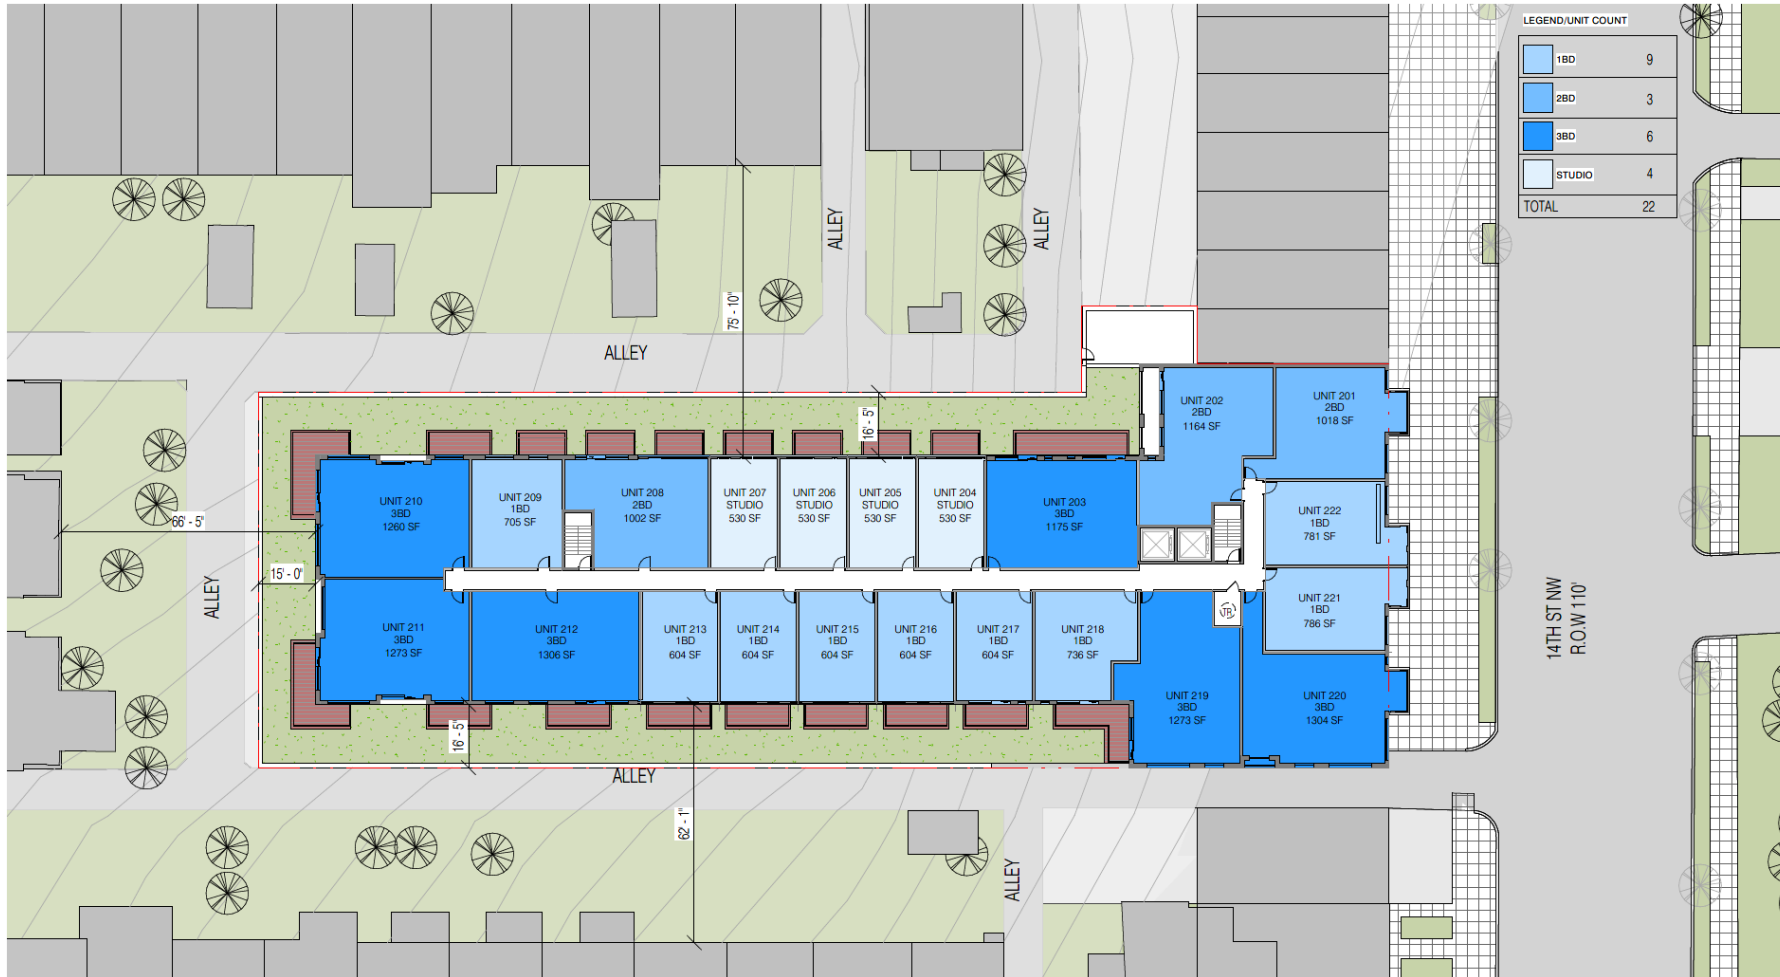 LEGEND/UNIT COUNT
1BD 9
2BD 3
3BD 6
STUDIO 4
TOTAL 22
ALLEY
ALLEY
75' - 10"
ALLEY
16' - 5"
UNIT 202
2BD
1164 SF
UNIT 201
2BD
1018 SF
UNIT 210
3BD
1260 SF
UNIT 209
1BD
705 SF
UNIT 208
2BD
1002 SF
UNIT 207
STUDIO
530 SF
UNIT 206
STUDIO
530 SF
UNIT 205
STUDIO
530 SF
UNIT 204
STUDIO
530 SF
UNIT 203
3BD
1175 SF
UNIT 222
1BD
781 SF
66' - 5"
15' - 0"
ALLEY
UNIT 211
3BD
1273 SF
UNIT 212
3BD
1306 SF
UNIT 213
1BD
604 SF
UNIT 214
1BD
604 SF
UNIT 215
1BD
604 SF
UNIT 216
1BD
604 SF
UNIT 217
1BD
604 SF
UNIT 218
1BD
736 SF
TR
UNIT 221
1BD
786 SF
14TH ST NW
R.O.W 110'
UNIT 219
3BD
1273 SF
UNIT 220
3BD
1304 SF
16' - 5"
ALLEY
62' - 1"
ALLEY